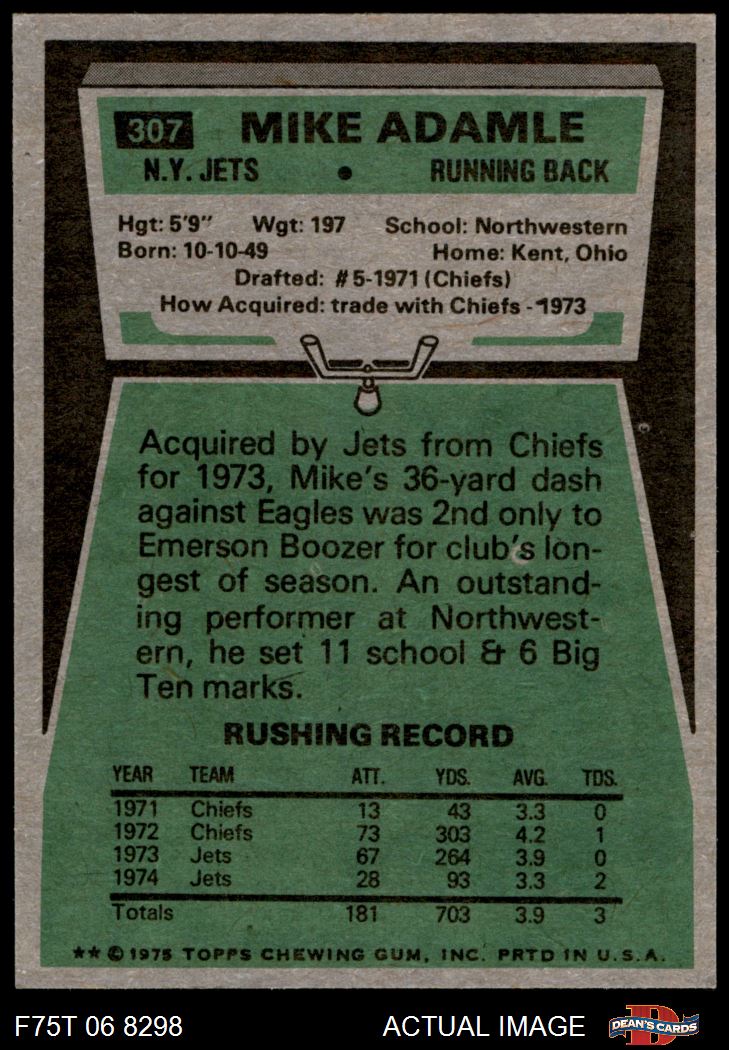 307 MIKE ADAMLE
N.Y. JETS • RUNNING BACK
Hgt: 5'9" Wgt: 197 School: Northwestern
Born: 10-10-49 Home: Kent, Ohio
Drafted: #5-1971 (Chiefs)
How Acquired: trade with Chiefs - 1973
Acquired by Jets from Chiefs
for 1973, Mike's 36-yard dash
against Eagles was 2nd only to
Emerson Boozer for club's lon-
gest of season. An outstand-
ing performer at Northwest-
ern, he set 11 school & 6 Big
Ten marks.
RUSHING RECORD
YEAR TEAM ATT. YDS. AVG. TDS.
1971 Chiefs 13 43 3.3 0
1972 Chiefs 73 303 4.2 1
1973 Jets 67 264 3.9 0
1974 Jets 28 93 3.3 2
Totals 181 703 3.9 3
★★ © 1975 TOPPS CHEWING GUM, INC. PRTD IN U.S.A.
F75T 06 8298 ACTUAL IMAGE D DEAN'S CARDS